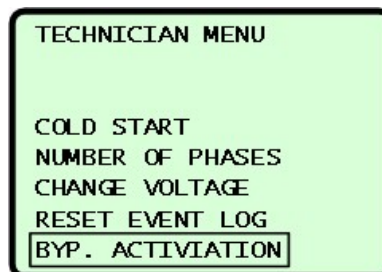 TECHNICIAN MENU
COLD START
NUMBER OF PHASES
CHANGE VOLTAGE
RESET EVENT LOG
BYP. ACTIVIATION